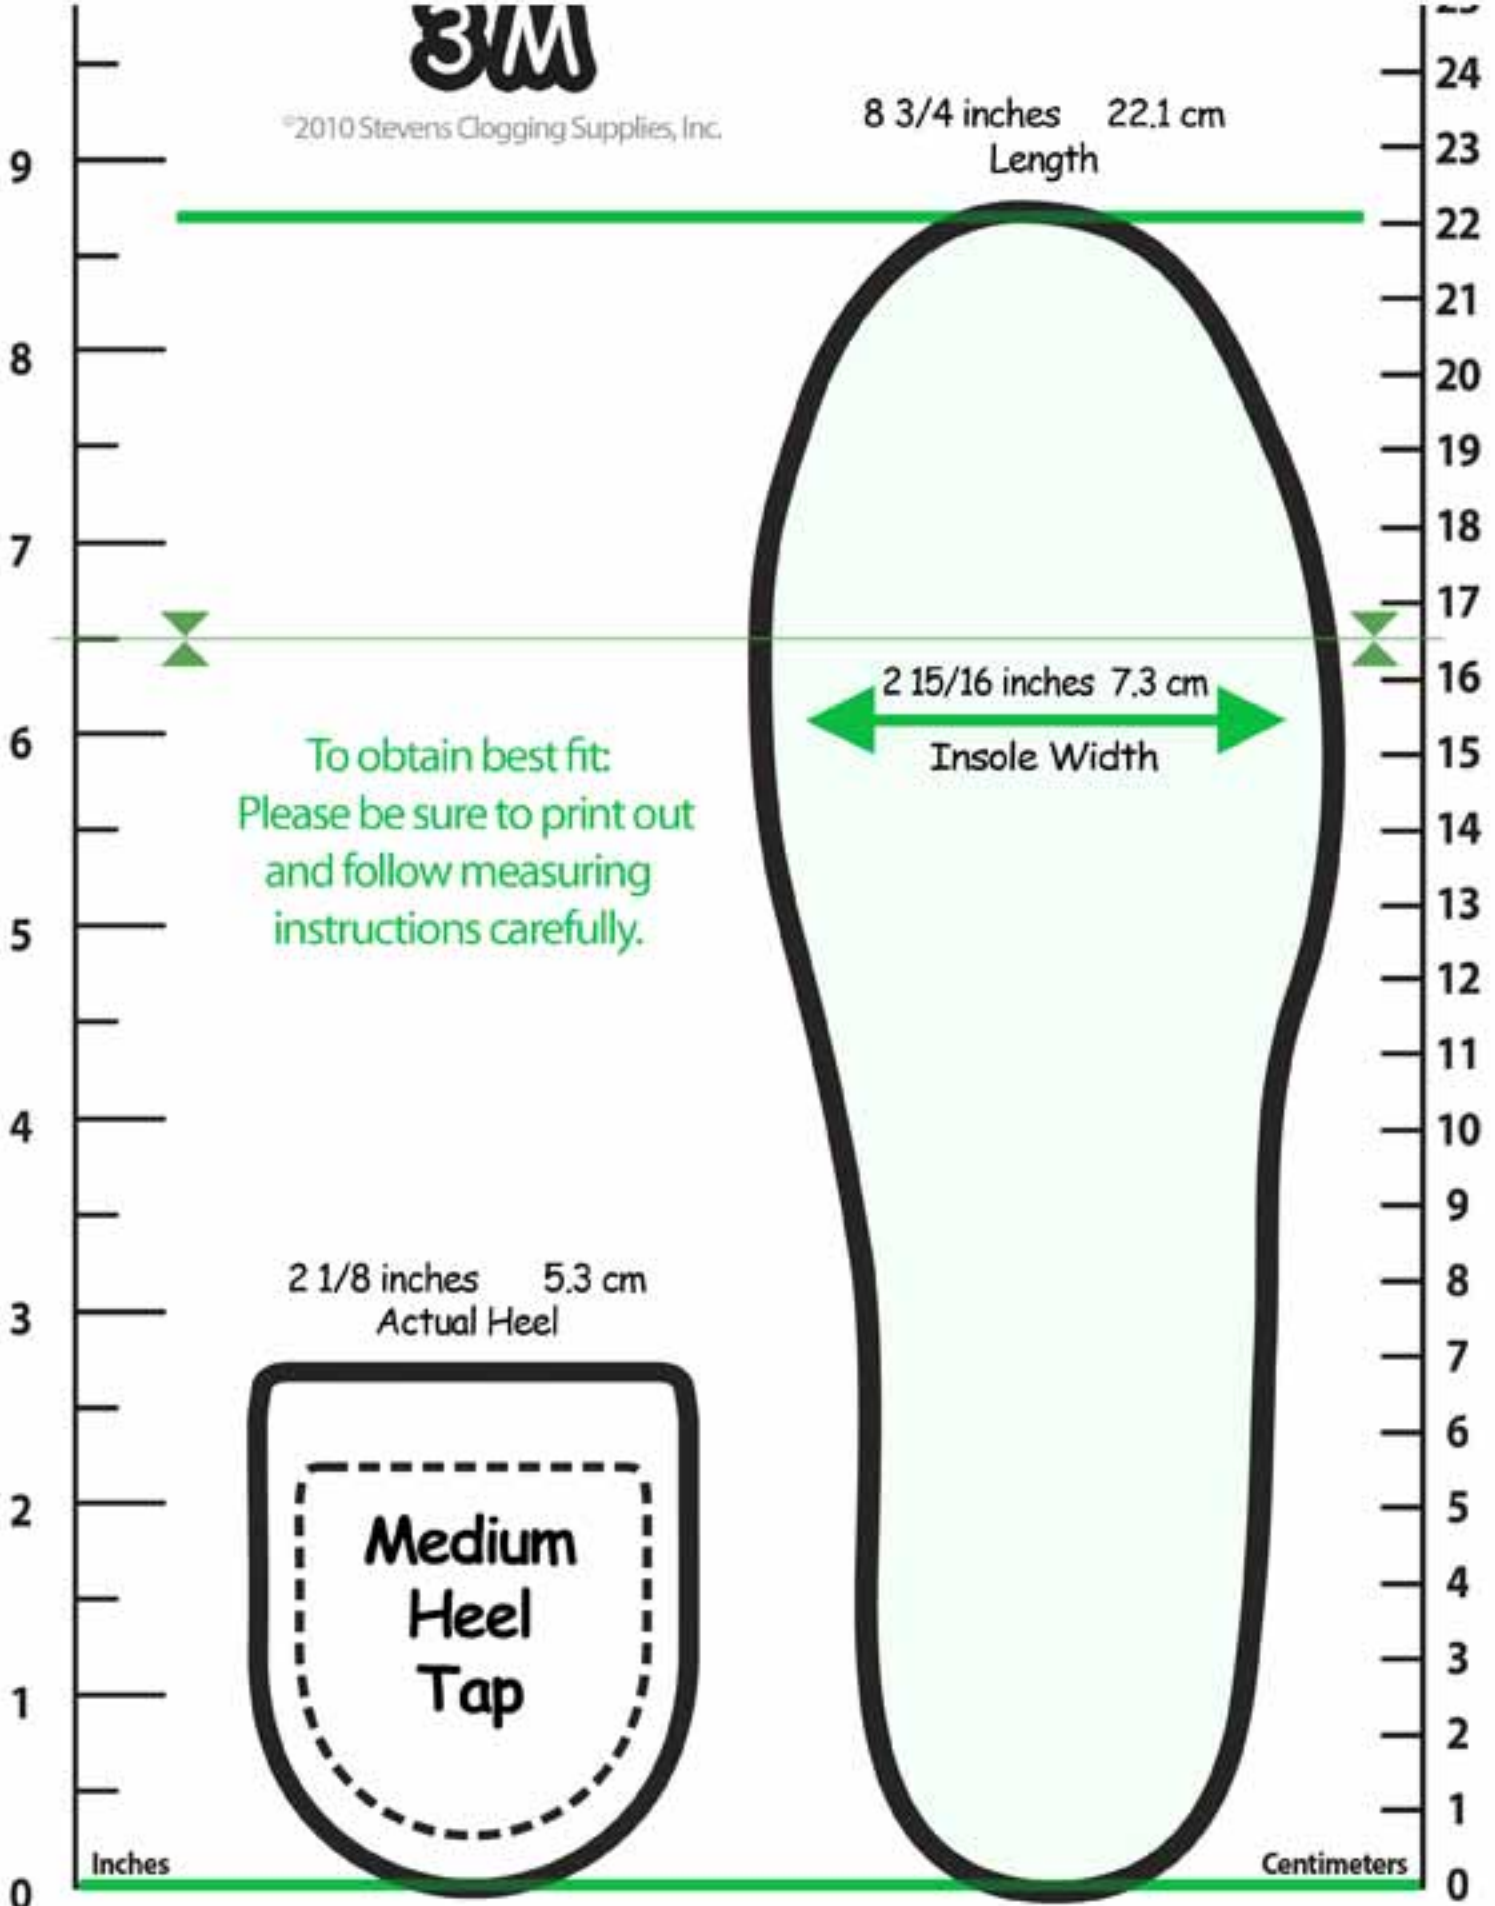 3M
©2010 Stevens Clogging Supplies, Inc.
8 3/4 inches 22.1 cm
Length
2 15/16 inches 7.3 cm
Insole Width
To obtain best fit:
Please be sure to print out
and follow measuring
instructions carefully.
2 1/8 inches 5.3 cm
Actual Heel
Medium
Heel
Tap
Inches
9
8
7
6
5
4
3
2
1
0
Centimeters
24
23
22
21
20
19
18
17
16
15
14
13
12
11
10
9
8
7
6
5
4
3
2
1
0